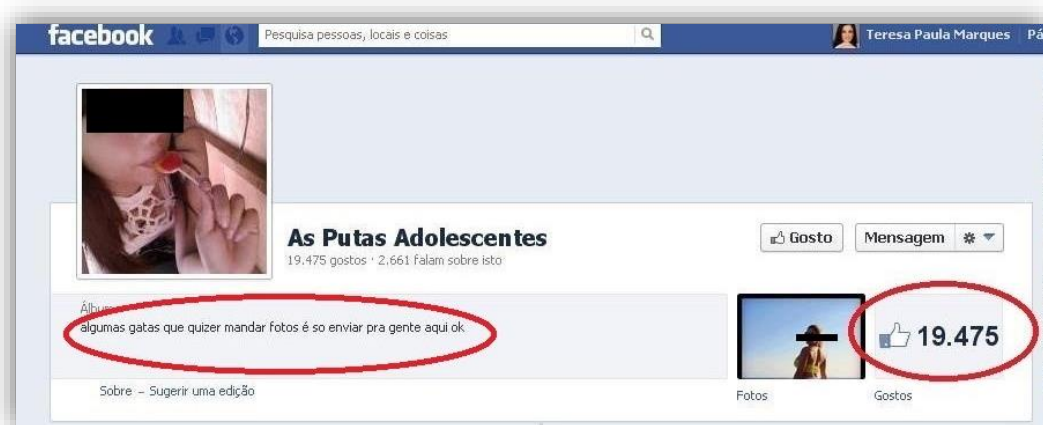 facebook
Pesquisa pessoas, locais e coisas
Teresa Paula Marques
As Putas Adolescentes
19.475 gostos · 2.661 falam sobre isto
Gosto
Mensagem
algumas gatas que quizer mandar fotos é so enviar pra gente aqui ok
19.475
Sobre – Sugerir uma edição
Fotos
Gostos